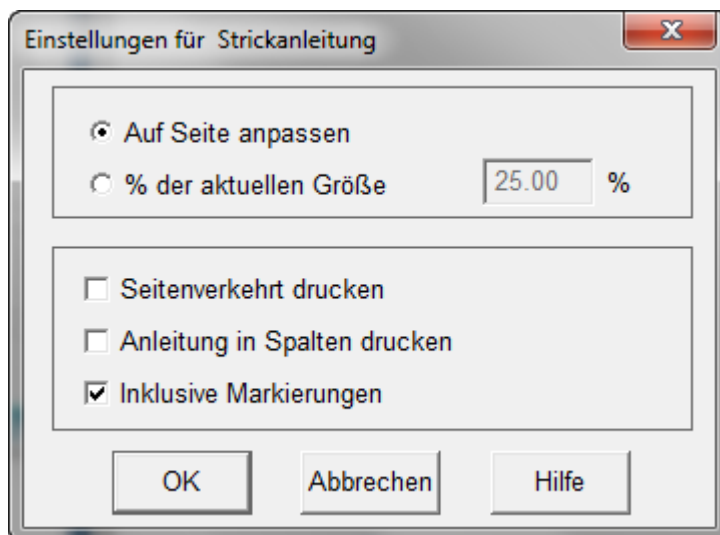 Einstellungen für Strickanleitung
Auf Seite anpassen
% der aktuellen Größe 25.00 %
Seitenverkehrt drucken
Anleitung in Spalten drucken
Inklusive Markierungen
OK Abbrechen Hilfe